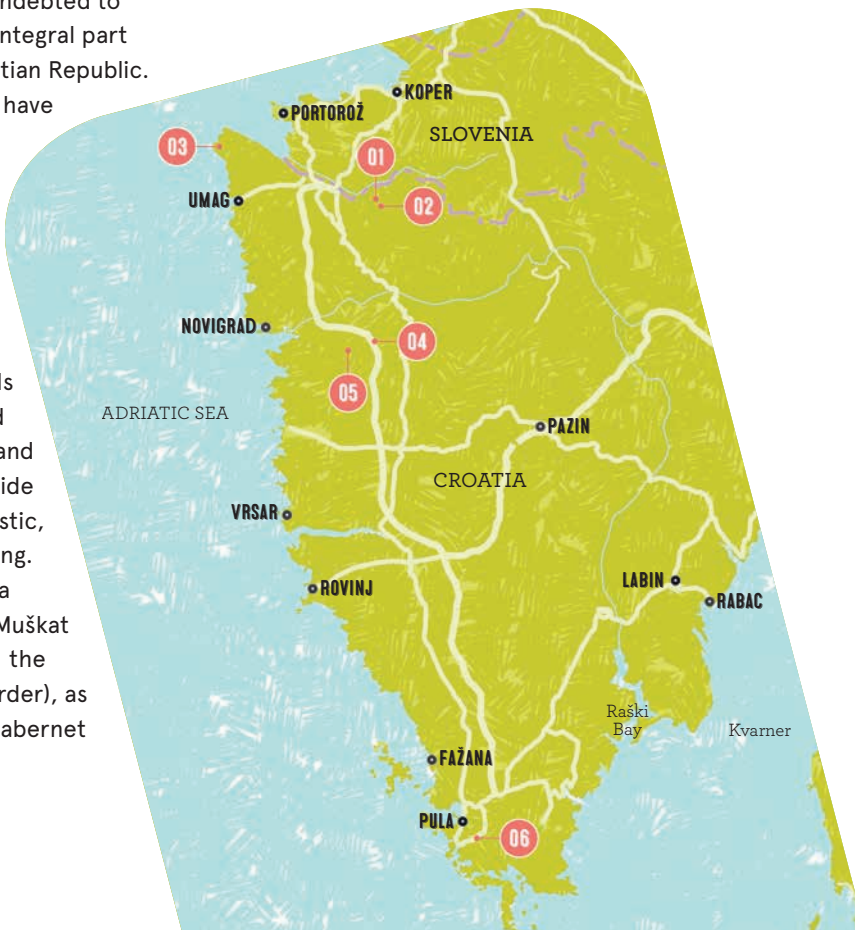 ndebted to
integral part
tian Republic.
have
ls
d
and
ide
stic,
ng.
a
Muškat
the
rder), as
abernet
KOPER
PORTOROŽ
SLOVENIA
03
01
UMAG
02
NOVIGRAD
04
05
ADRIATIC SEA
PAZIN
CROATIA
VRSAR
LABIN
ROVINJ
RABAC
Raški
Bay
Kvarner
FAŽANA
PULA
06